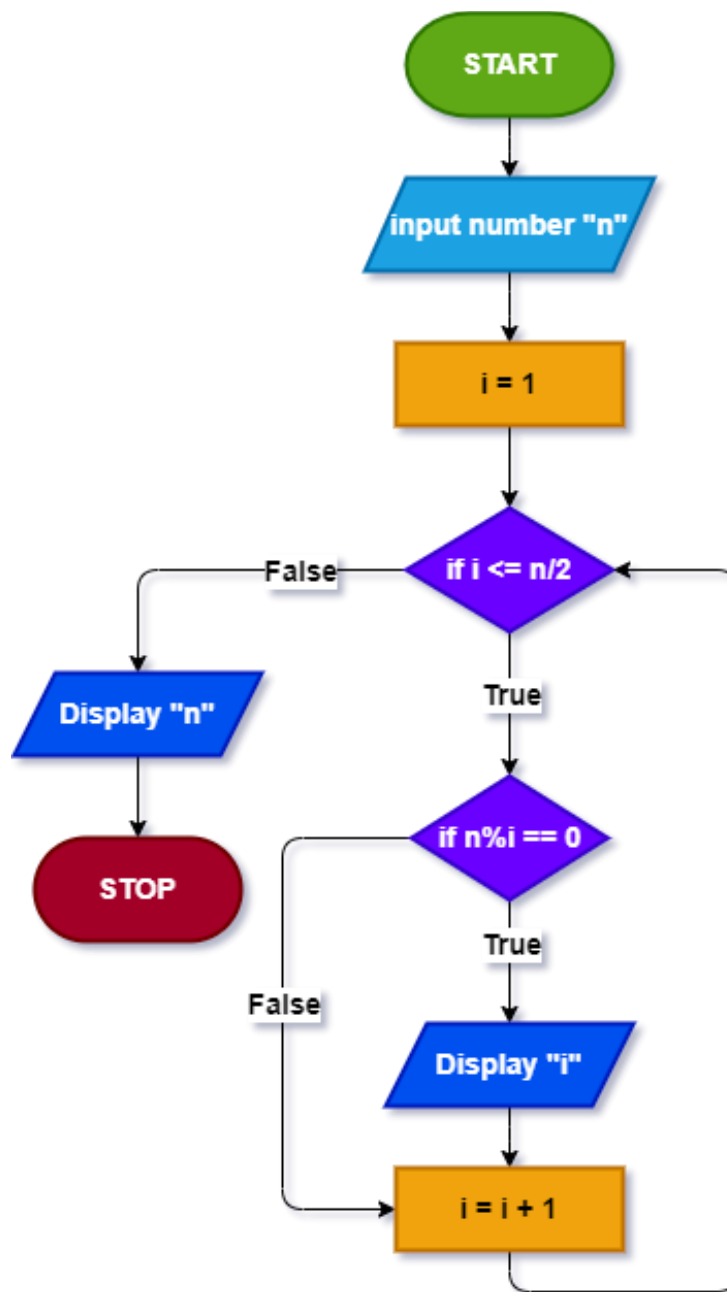 START
input number "n"
i = 1
if i <= n/2
False
True
Display "n"
if n%i == 0
STOP
True
False
Display "i"
i = i + 1